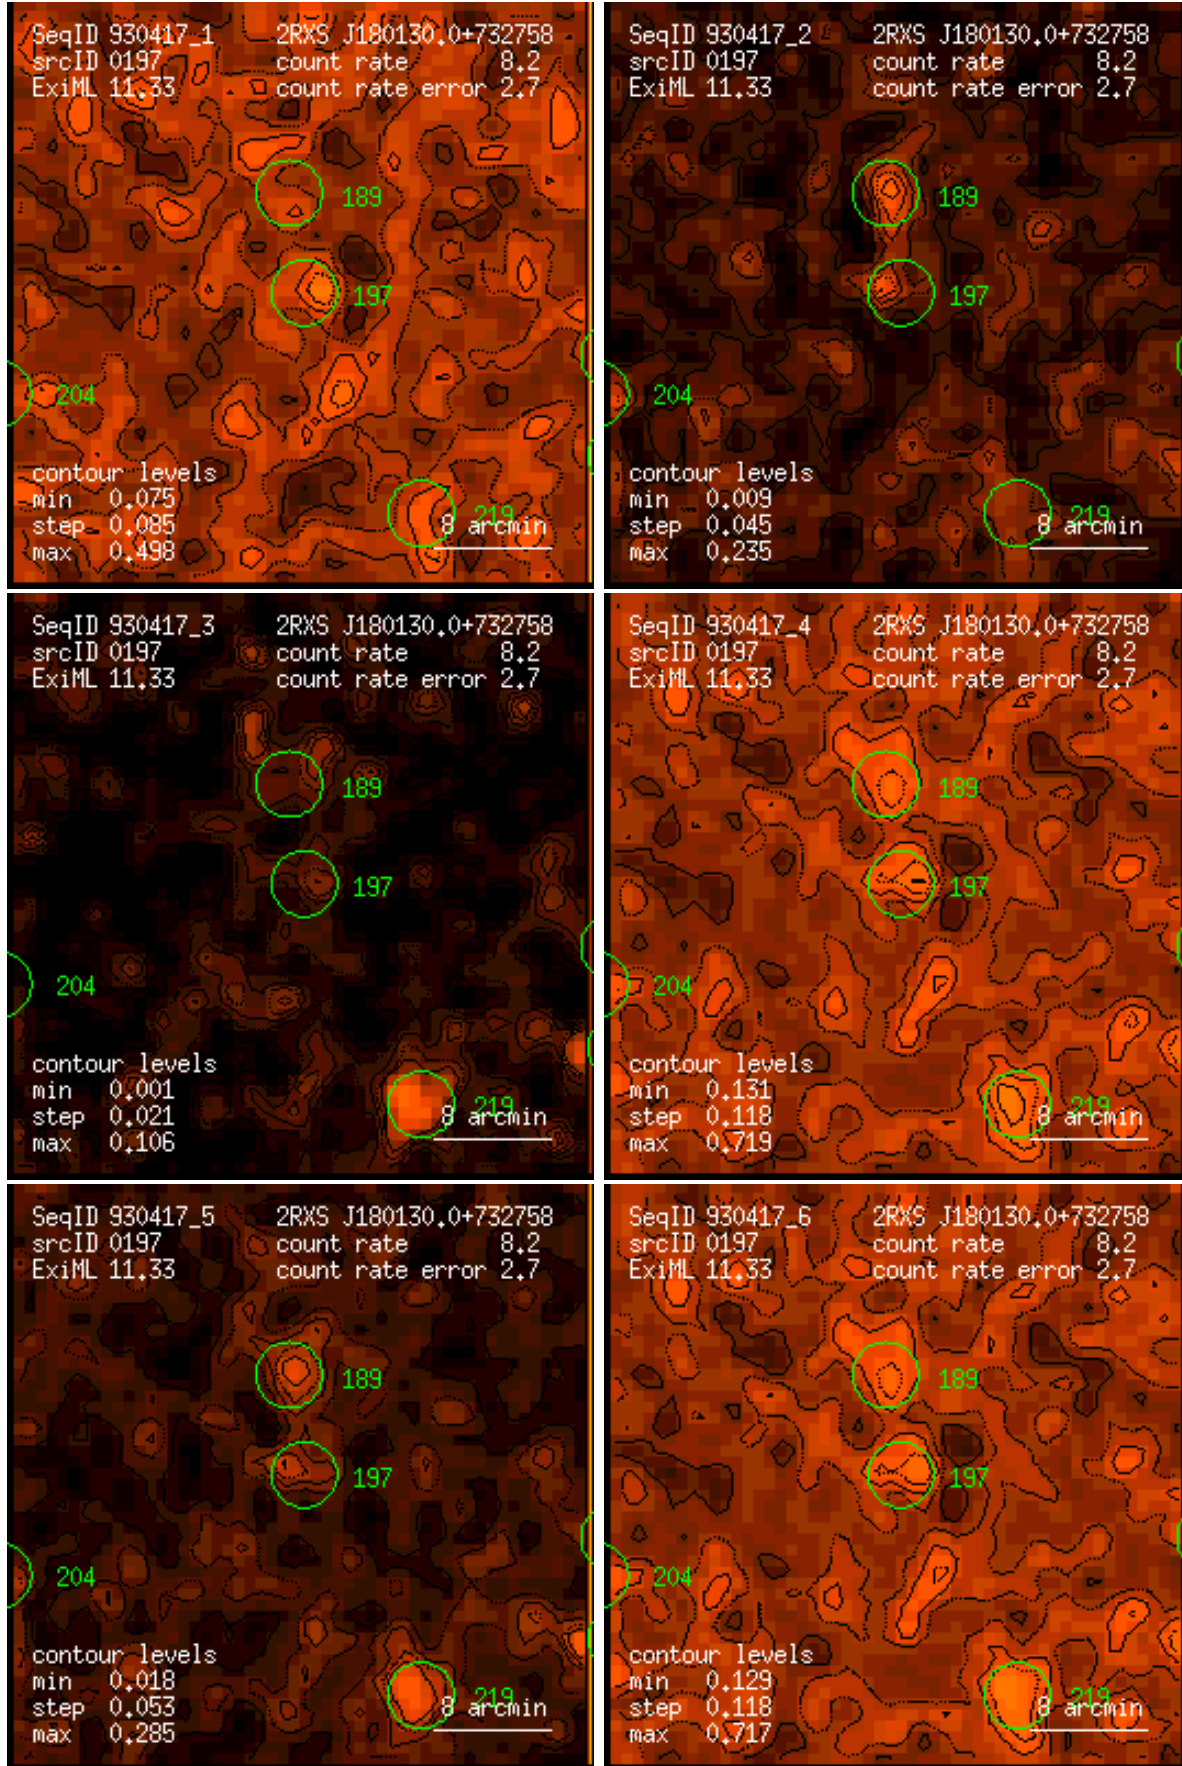 SeqID 930417_1 2RXS J180130.0+732758
srcID 0197 count rate 8.2
ExiML 11.33 count rate error 2.7
189
197
204
contour levels
min 0.075
step 0.085
max 0.498
219
8 arcmin
SeqID 930417_2 2RXS J180130.0+732758
srcID 0197 count rate 8.2
ExiML 11.33 count rate error 2.7
189
197
204
contour levels
min 0.009
step 0.045
max 0.235
219
8 arcmin
SeqID 930417_3 2RXS J180130.0+732758
srcID 0197 count rate 8.2
ExiML 11.33 count rate error 2.7
189
197
204
contour levels
min 0.001
step 0.021
max 0.106
219
8 arcmin
SeqID 930417_4 2RXS J180130.0+732758
srcID 0197 count rate 8.2
ExiML 11.33 count rate error 2.7
189
197
204
contour levels
min 0.131
step 0.118
max 0.719
219
8 arcmin
SeqID 930417_5 2RXS J180130.0+732758
srcID 0197 count rate 8.2
ExiML 11.33 count rate error 2.7
189
197
204
contour levels
min 0.018
step 0.053
max 0.285
219
8 arcmin
SeqID 930417_6 2RXS J180130.0+732758
srcID 0197 count rate 8.2
ExiML 11.33 count rate error 2.7
189
197
204
contour levels
min 0.129
step 0.118
max 0.717
219
8 arcmin